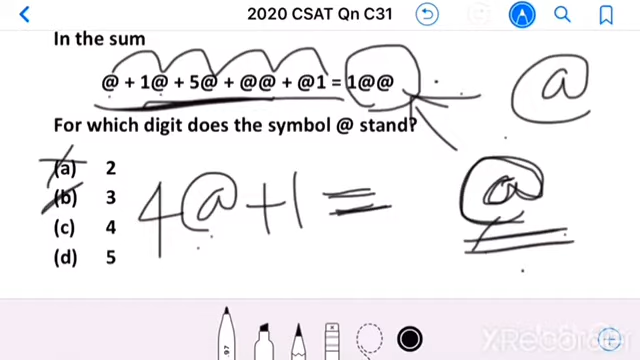 2020 CSAT Qn C31
In the sum
@ + 1@ + 5@ + @@ + @1 = 1@@
@
For which digit does the symbol @ stand?
(a) 2
(b) 3
(c) 4
(d) 5
4@ + 1 = @
97
XRecorder